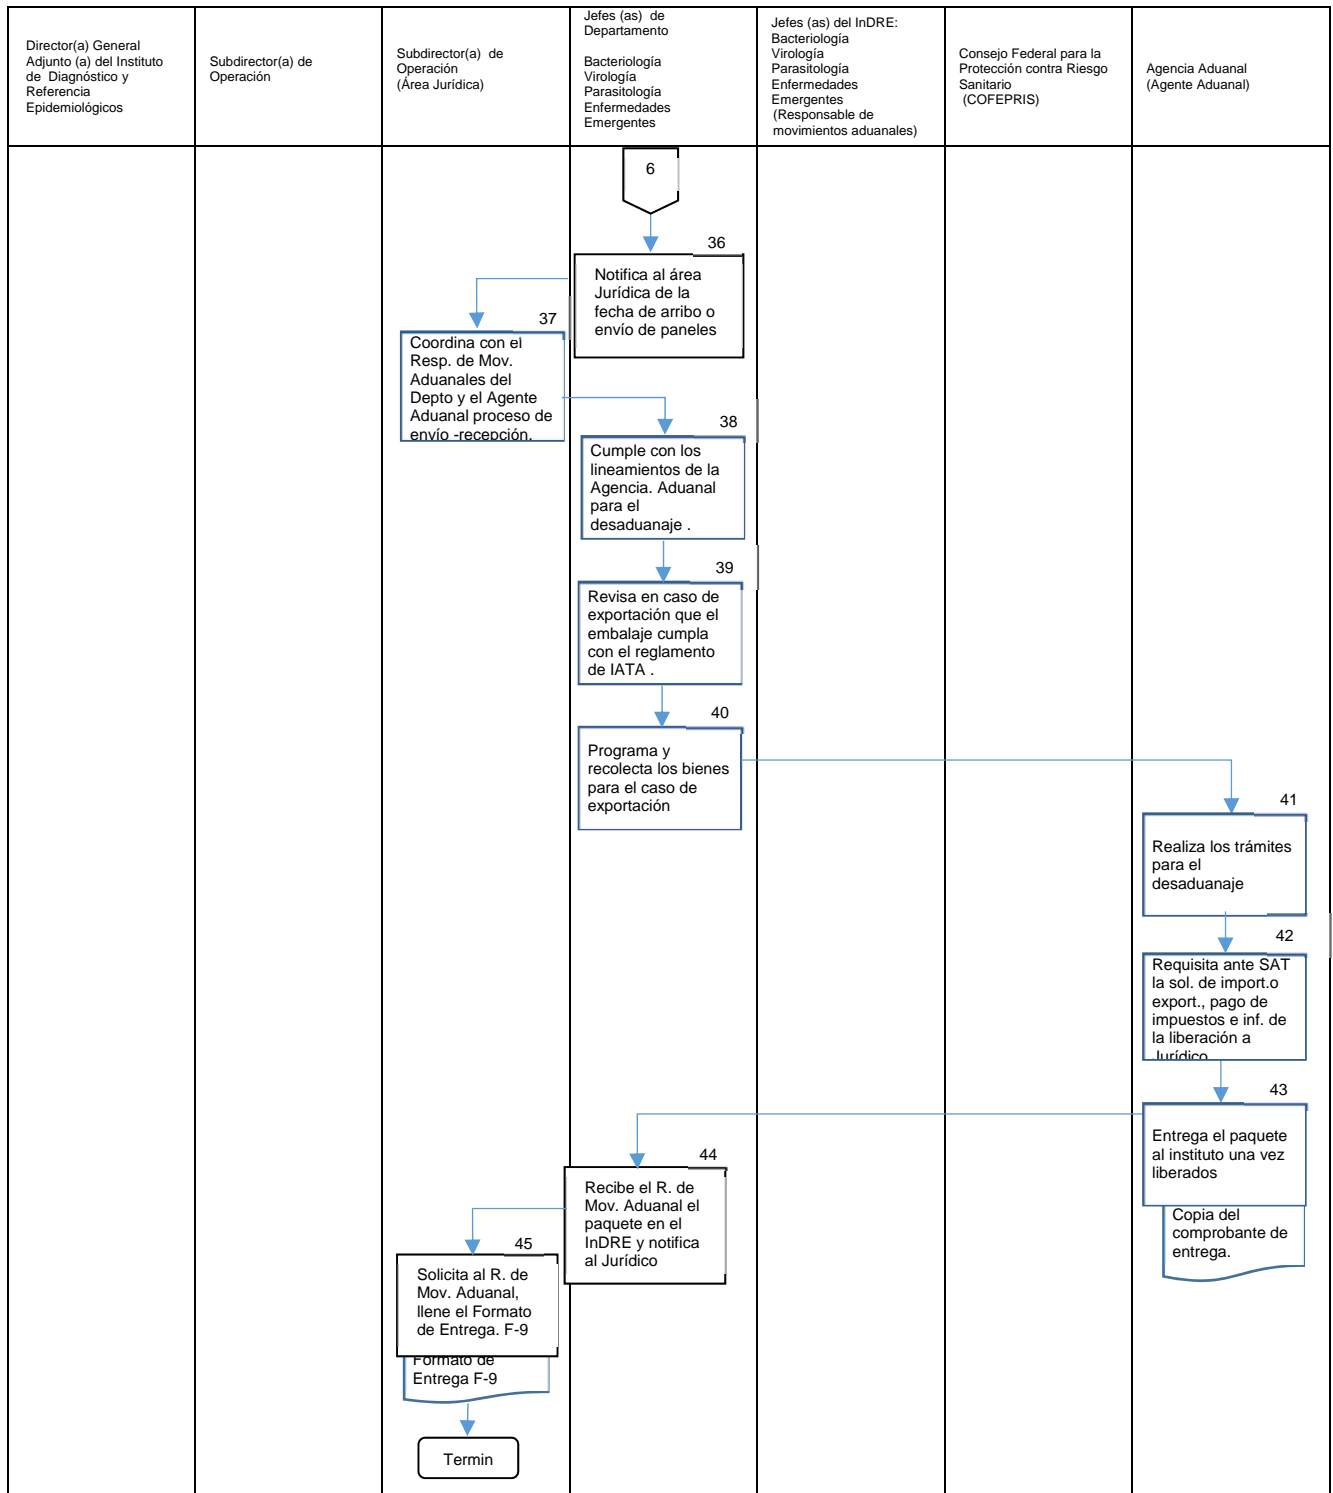 Director(a) General
Adjunto (a) del Instituto
de Diagnóstico y
Referencia
Epidemiológicos
Subdirector(a) de
Operación
Subdirector(a) de
Operación
(Área Jurídica)
Jefes (as) de
Departamento
Bacteriología
Virología
Parasitología
Enfermedades
Emergentes
Jefes (as) del InDRE:
Bacteriología
Virología
Parasitología
Enfermedades
Emergentes
(Responsable de
movimientos aduanales)
Consejo Federal para la
Protección contra Riesgo
Sanitario
(COFEPRIS)
Agencia Aduanal
(Agente Aduanal)
6
36
Notifica al área
Jurídica de la
fecha de arribo o
envío de paneles
37
Coordina con el
Resp. de Mov.
Aduanales del
Depto y el Agente
Aduanal proceso de
envío -recepción.
38
Cumple con los
lineamientos de la
Agencia. Aduanal
para el
desaduanaje .
39
Revisa en caso de
exportación que el
embalaje cumpla
con el reglamento
de IATA .
40
Programa y
recolecta los bienes
para el caso de
exportación
41
Realiza los trámites
para el
desaduanaje
42
Requisita ante SAT
la sol. de import.o
export., pago de
impuestos e inf. de
la liberación a
Jurídico
43
Entrega el paquete
al instituto una vez
liberados
Copia del
comprobante de
entrega.
44
Recibe el R. de
Mov. Aduanal el
paquete en el
InDRE y notifica
al Jurídico
45
Solicita al R. de
Mov. Aduanal,
llene el Formato
de Entrega. F-9
Formato de
Entrega F-9
Termin